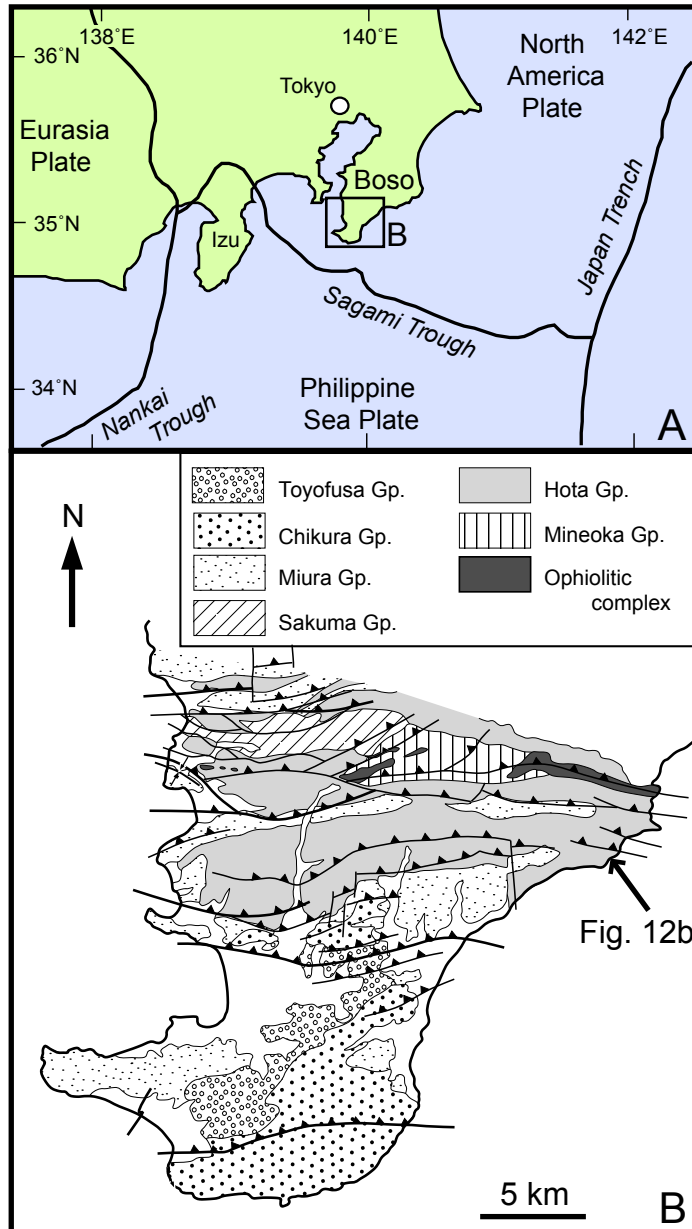 138°E
140°E
142°E
36°N
35°N
34°N
North
America
Plate
Tokyo
Eurasia
Plate
Boso
B
Izu
Japan Trench
Sagami Trough
Nankai
Trough
Philippine
Sea Plate
A
N
Toyofusa Gp.
Chikura Gp.
Miura Gp.
Sakuma Gp.
Hota Gp.
Mineoka Gp.
Ophiolitic
complex
Fig. 12b
5 km
B